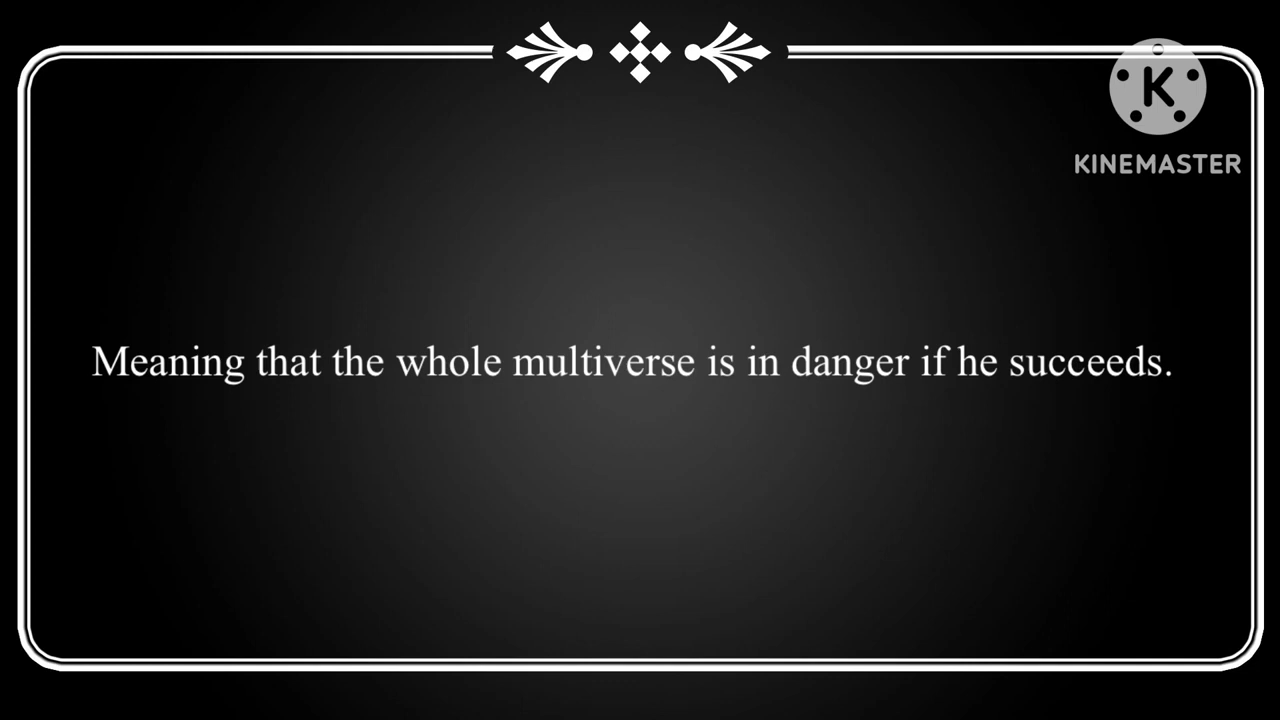 K
KINEMASTER
Meaning that the whole multiverse is in danger if he succeeds.